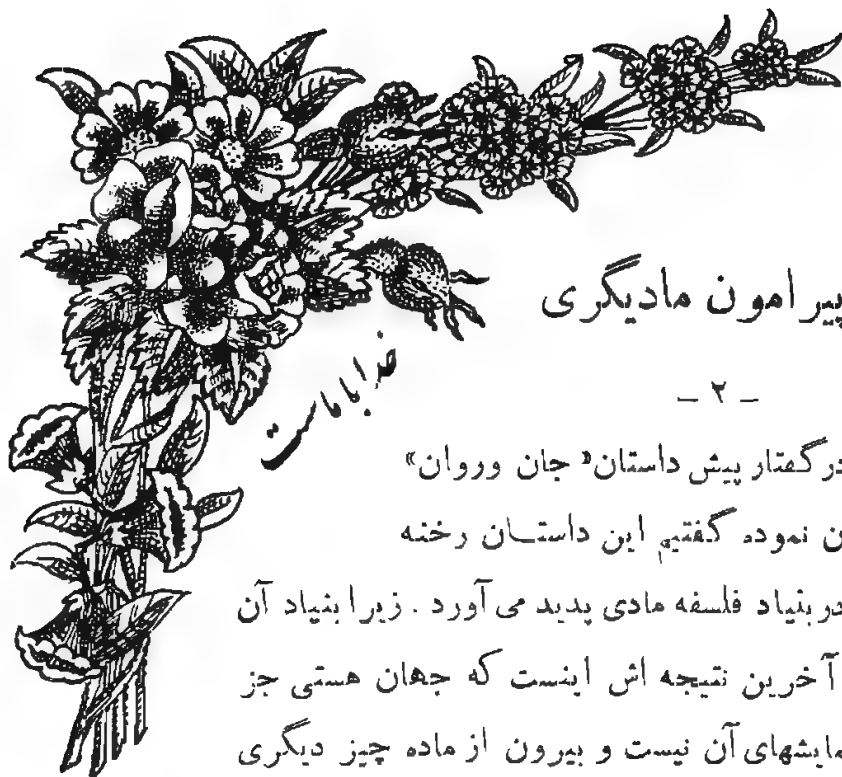 پیرامون مادیگری
خدا با ماست
– ۲ –
در گفتار پیش داستان «جان و روان»
ن نموده گفتیم این داستان رخنه
در بنیاد فلسفه مادی پدید می‌آورد . زیرا بنیاد آن
آخرین نتیجه اش اینست که جهان هستی جز
مایشهای آن نیست و بیرون از ماده چیز دیگری